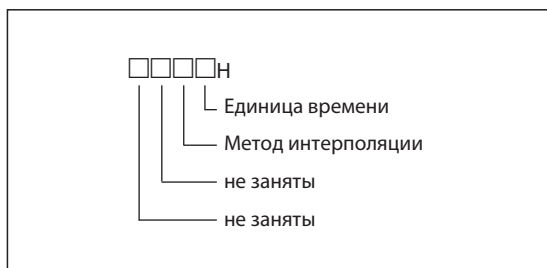 □□□□H
Единица времени
Метод интерполяции
не заняты
не заняты